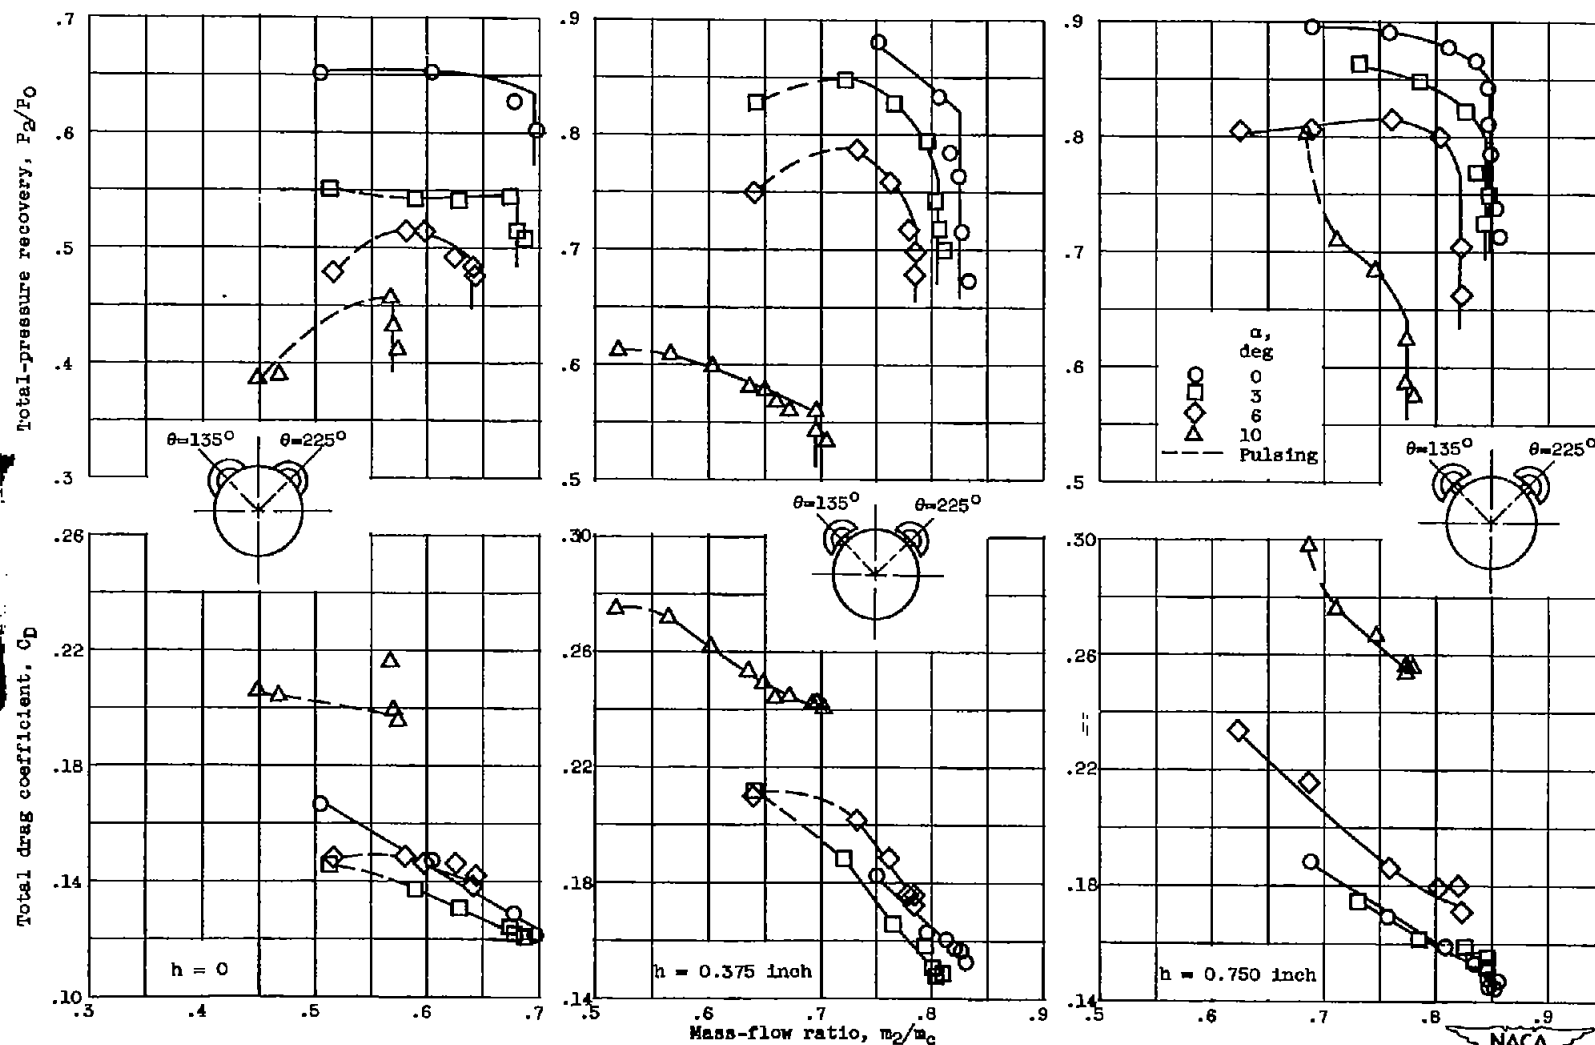 Total-pressure recovery, P2/P0
.7
.6
.5
.4
.3
.9
.8
.7
.6
.5
.9
.8
.7
.6
.5
α,
deg
0
3
6
10
Pulsing
θ=135° θ=225°
θ=135° θ=225°
θ=135° θ=225°
Total drag coefficient, CD
.26
.22
.18
.14
.10
.30
.26
.22
.18
.14
.30
.26
.22
.18
.14
h = 0
h = 0.375 inch
h = 0.750 inch
.3 .4 .5 .6 .7
.5 .6 .7 .8 .9
.5 .6 .7 .8 .9
Mass-flow ratio, m2/mc
NACA